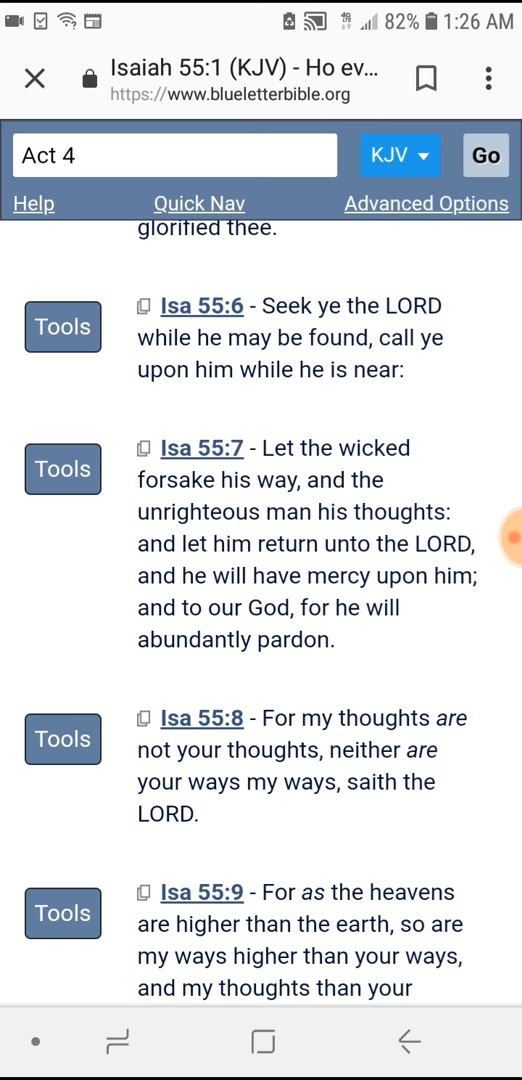 82% 1:26 AM
Isaiah 55:1 (KJV) - Ho ev...
https://www.blueletterbible.org
Act 4 KJV Go
Help Quick Nav Advanced Options
glorified thee.
Tools
Isa 55:6 - Seek ye the LORD
while he may be found, call ye
upon him while he is near:
Tools
Isa 55:7 - Let the wicked
forsake his way, and the
unrighteous man his thoughts:
and let him return unto the LORD,
and he will have mercy upon him;
and to our God, for he will
abundantly pardon.
Tools
Isa 55:8 - For my thoughts are
not your thoughts, neither are
your ways my ways, saith the
LORD.
Tools
Isa 55:9 - For as the heavens
are higher than the earth, so are
my ways higher than your ways,
and my thoughts than your